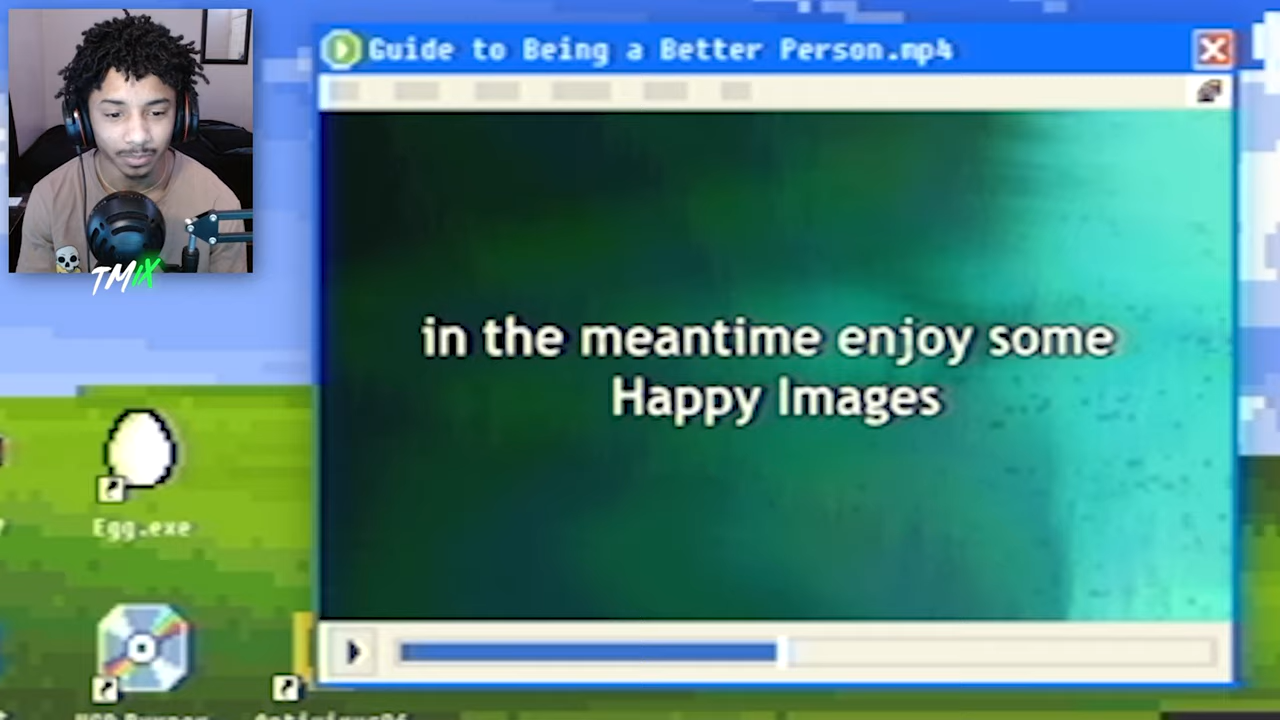 Guide to Being a Better Person.mp4
in the meantime enjoy some
Happy Images
TMIX
Egg.exe